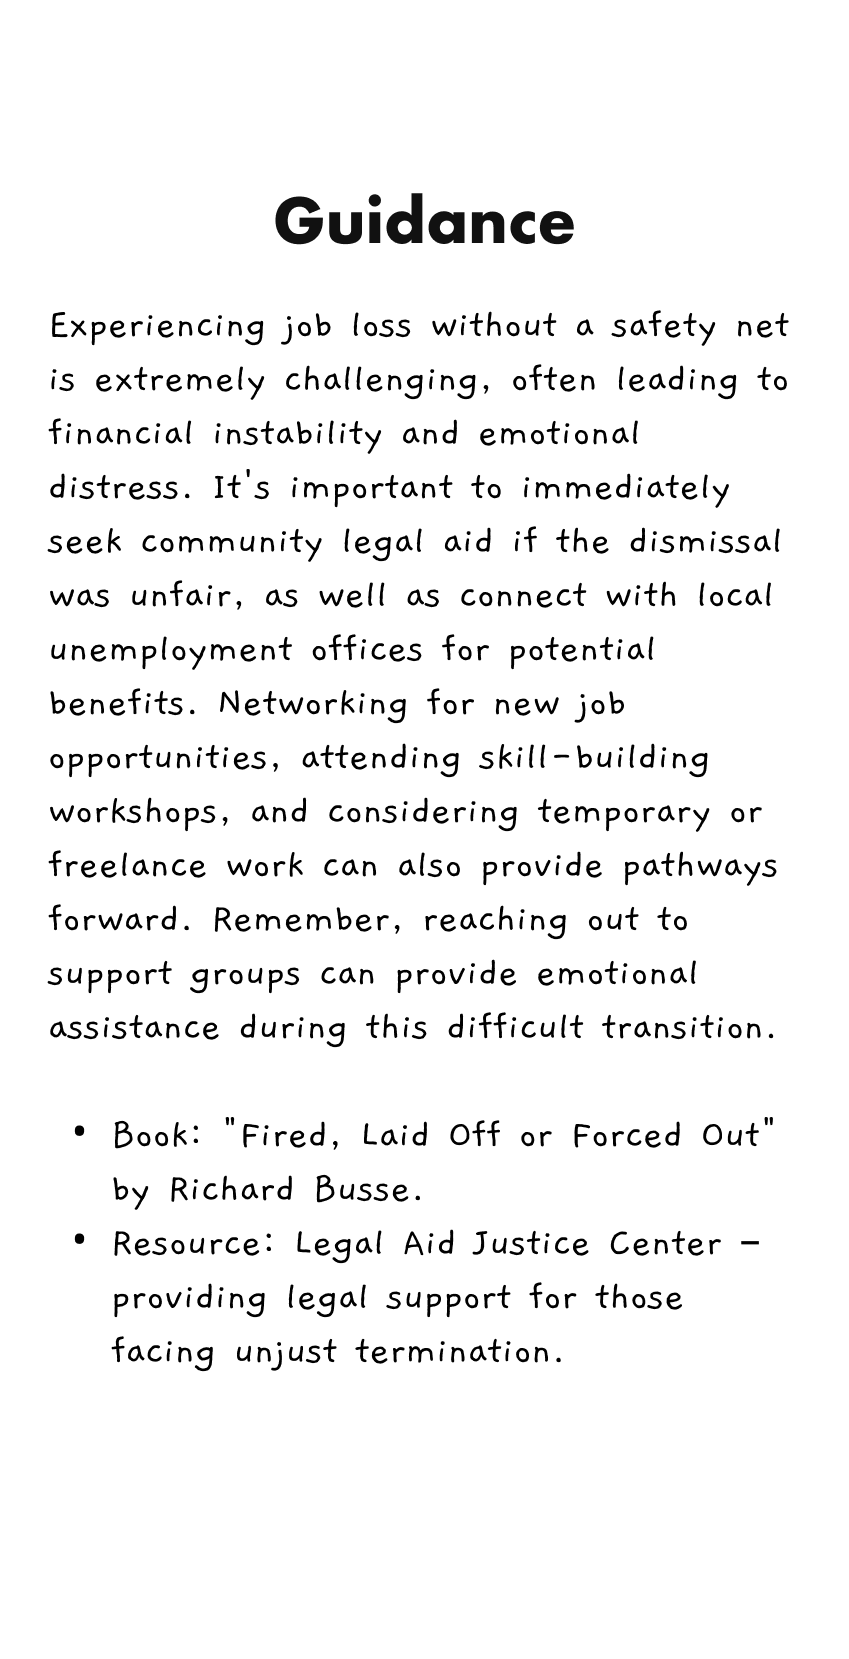 Guidance
Experiencing job loss without a safety net
is extremely challenging, often leading to
financial instability and emotional
distress. It's important to immediately
seek community legal aid if the dismissal
was unfair, as well as connect with local
unemployment offices for potential
benefits. Networking for new job
opportunities, attending skill-building
workshops, and considering temporary or
freelance work can also provide pathways
forward. Remember, reaching out to
support groups can provide emotional
assistance during this difficult transition.
• Book: "Fired, Laid Off or Forced Out"
by Richard Busse.
• Resource: Legal Aid Justice Center –
providing legal support for those
facing unjust termination.